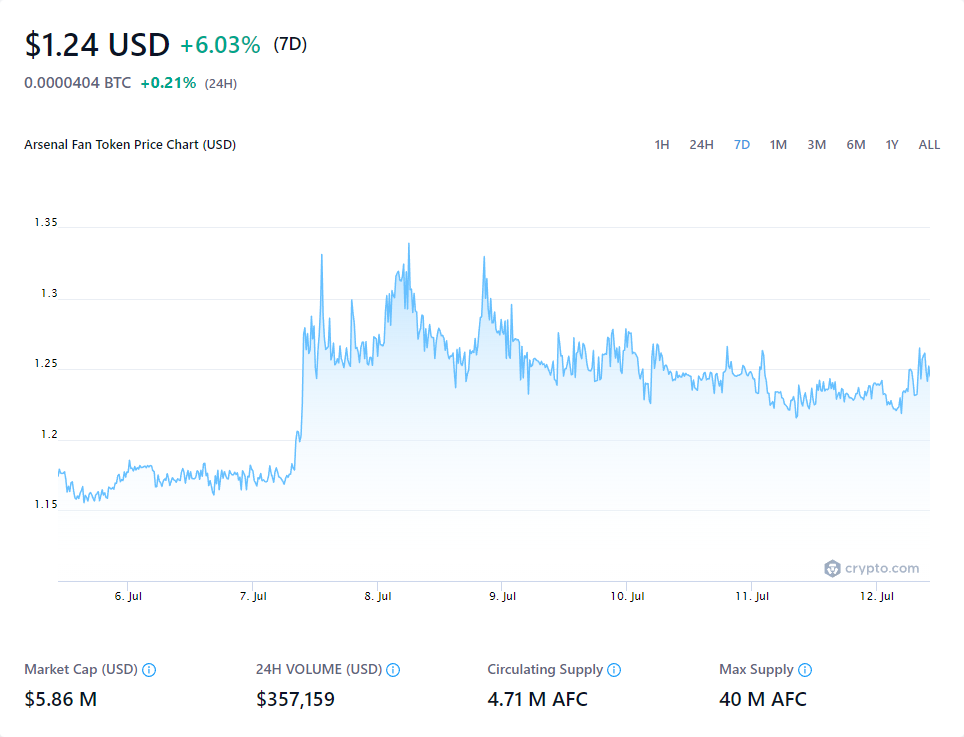 $1.24 USD +6.03% (7D)
0.0000404 BTC +0.21% (24H)
Arsenal Fan Token Price Chart (USD) 1H 24H 7D 1M 3M 6M 1Y ALL
1.35
1.3
1.25
1.2
1.15
crypto.com
6. Jul 7. Jul 8. Jul 9. Jul 10. Jul 11. Jul 12. Jul
Market Cap (USD) 24H VOLUME (USD) Circulating Supply Max Supply
$5.86 M $357,159 4.71 M AFC 40 M AFC